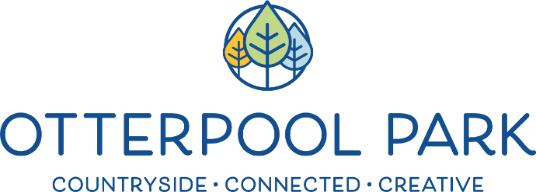 OTTERPOOL PARK
COUNTRYSIDE · CONNECTED · CREATIVE